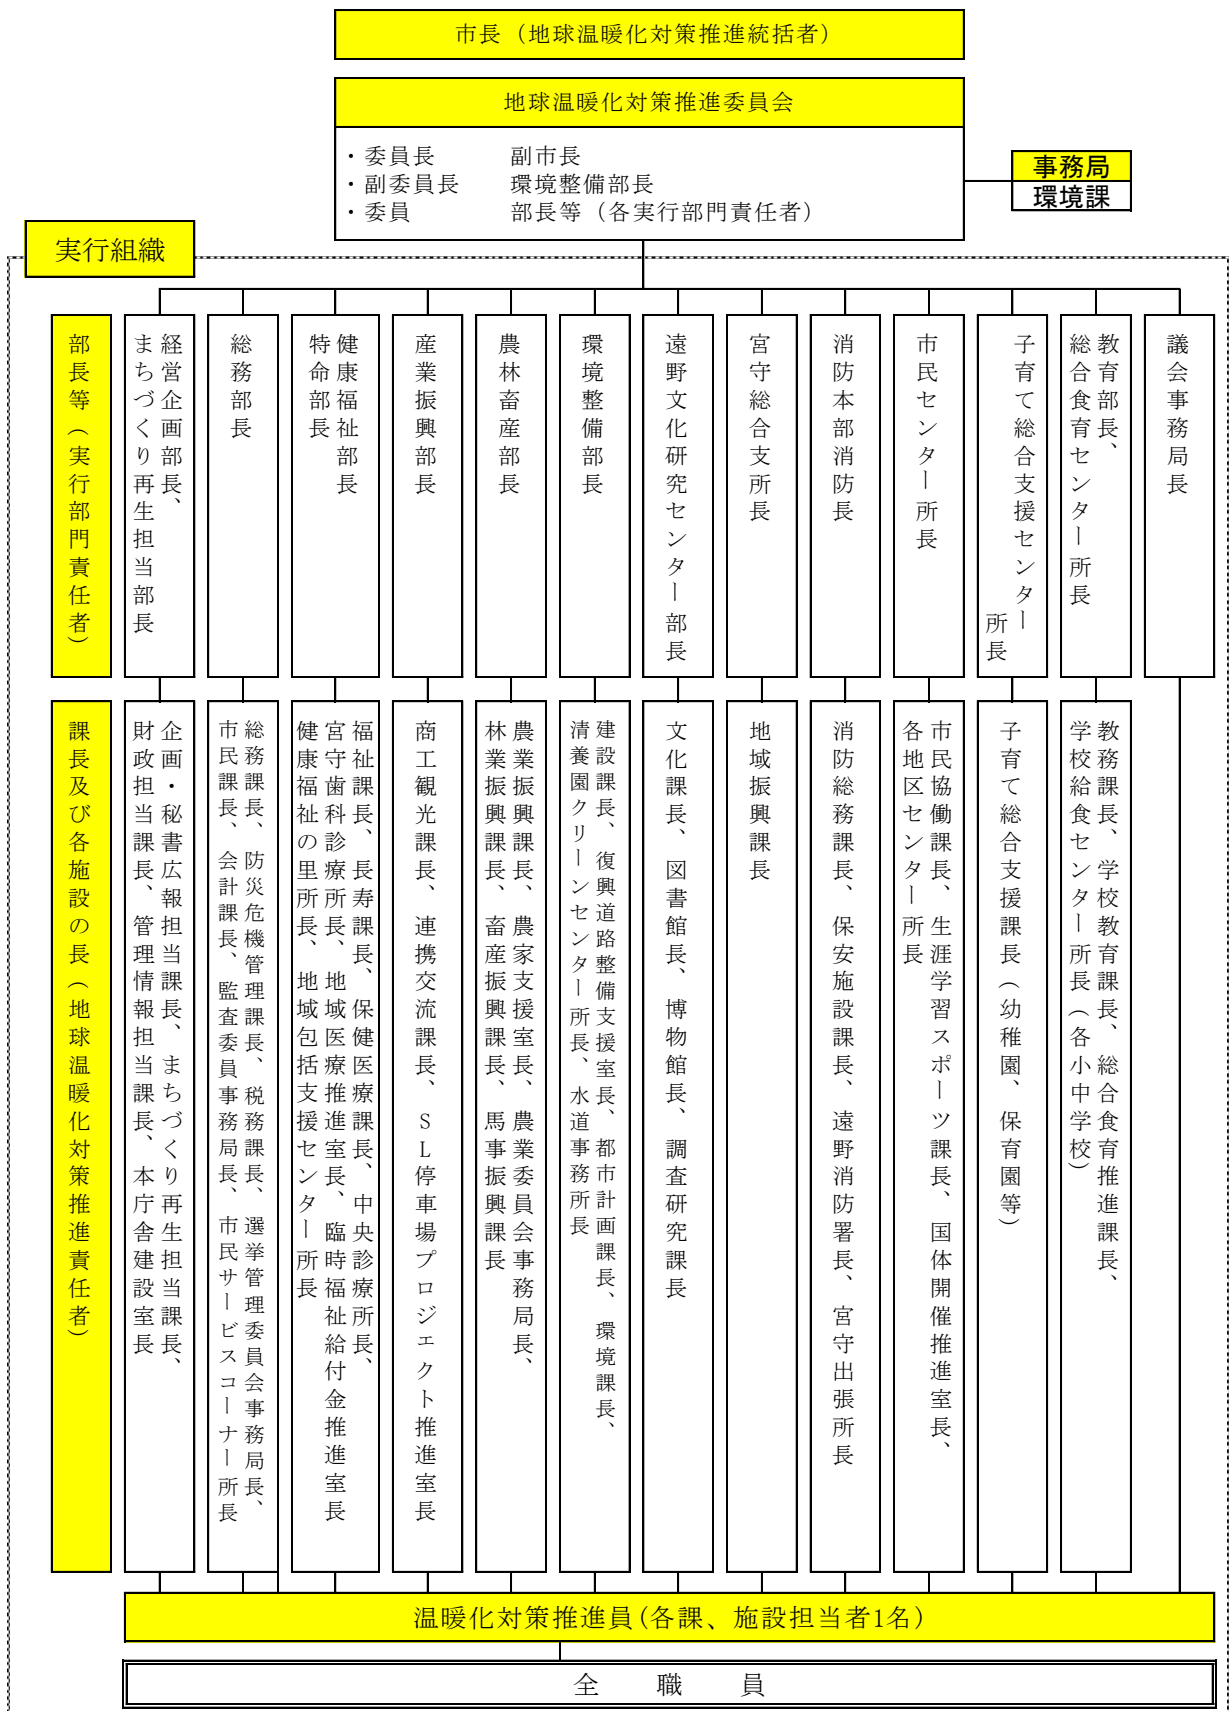 市長（地球温暖化対策推進統括者）
地球温暖化対策推進委員会
・委員長　副市長
・副委員長　環境整備部長
・委員　部長等（各実行部門責任者）
事務局
環境課
実行組織
部長等（実行部門責任者）
経営企画部長、
まちづくり再生担当部長
総務部長
健康福祉部長
特命部長
産業振興部長
農林畜産部長
環境整備部長
遠野文化研究センター部長
宮守総合支所長
消防本部消防長
市民センター所長
子育て総合支援センター
所長
教育部長、
総合食育センター所長
議会事務局長
課長及び各施設の長（地球温暖化対策推進責任者）
企画・秘書広報担当課長、まちづくり再生担当課長、
財政担当課長、管理情報担当課長、本庁舎建設室長
総務課長、防災危機管理課長、税務課長、選挙管理委員会事務局長、
市民課長、会計課長、監査委員事務局長、市民サービスコーナー所長
福祉課長、長寿課長、保健医療課長、中央診療所長、
宮守歯科診療所長、地域医療推進室長、臨時福祉給付金推進室長
健康福祉の里所長、地域包括支援センター所長
商工観光課長、連携交流課長、SL停車場プロジェクト推進室長
農業振興課長、農家支援室長、農業委員会事務局長、
林業振興課長、畜産振興課長、馬事振興課長
建設課長、復興道路整備支援室長、都市計画課長、環境課長、
清養園クリーンセンター所長、水道事務所長
文化課長、図書館長、博物館長、調査研究課長
地域振興課長
消防総務課長、保安施設課長、遠野消防署長、宮守出張所長
市民協働課長、生涯学習スポーツ課長、国体開催推進室長、
各地区センター所長
子育て総合支援課長（幼稚園、保育園等）
教務課長、学校教育課長、総合食育推進課長、
学校給食センター所長（各小中学校）
温暖化対策推進員(各課、施設担当者1名)
全　職　員